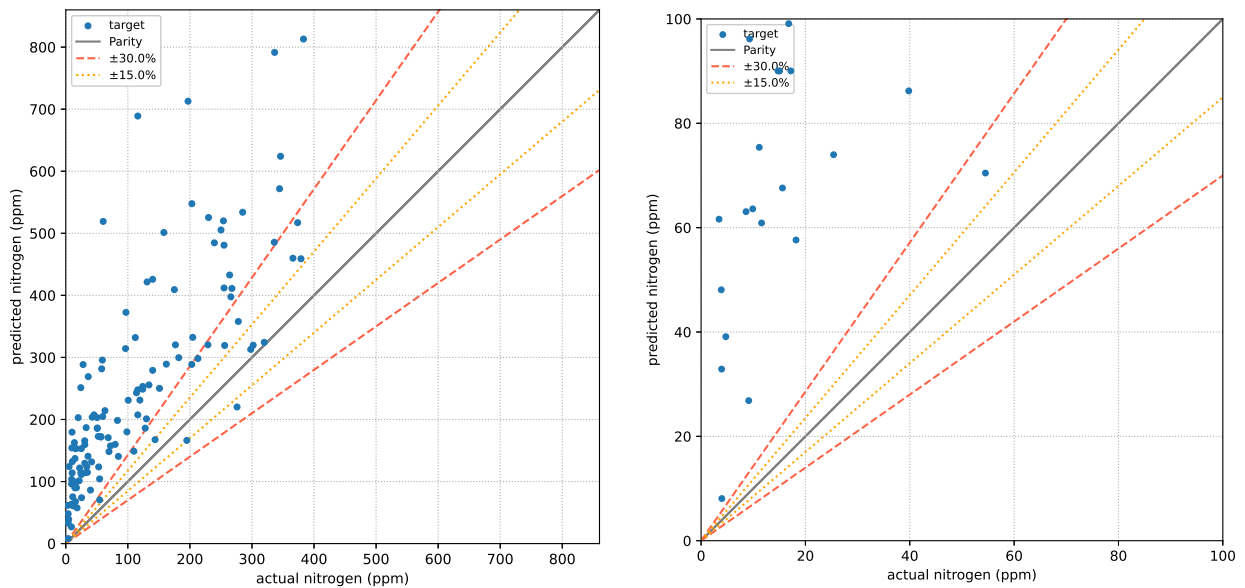 target
Parity
±30.0%
±15.0%
800
700
600
500
400
300
200
100
0
0 100 200 300 400 500 600 700 800
predicted nitrogen (ppm)
actual nitrogen (ppm)
target
Parity
±30.0%
±15.0%
100
80
60
40
20
0
0 20 40 60 80 100
predicted nitrogen (ppm)
actual nitrogen (ppm)